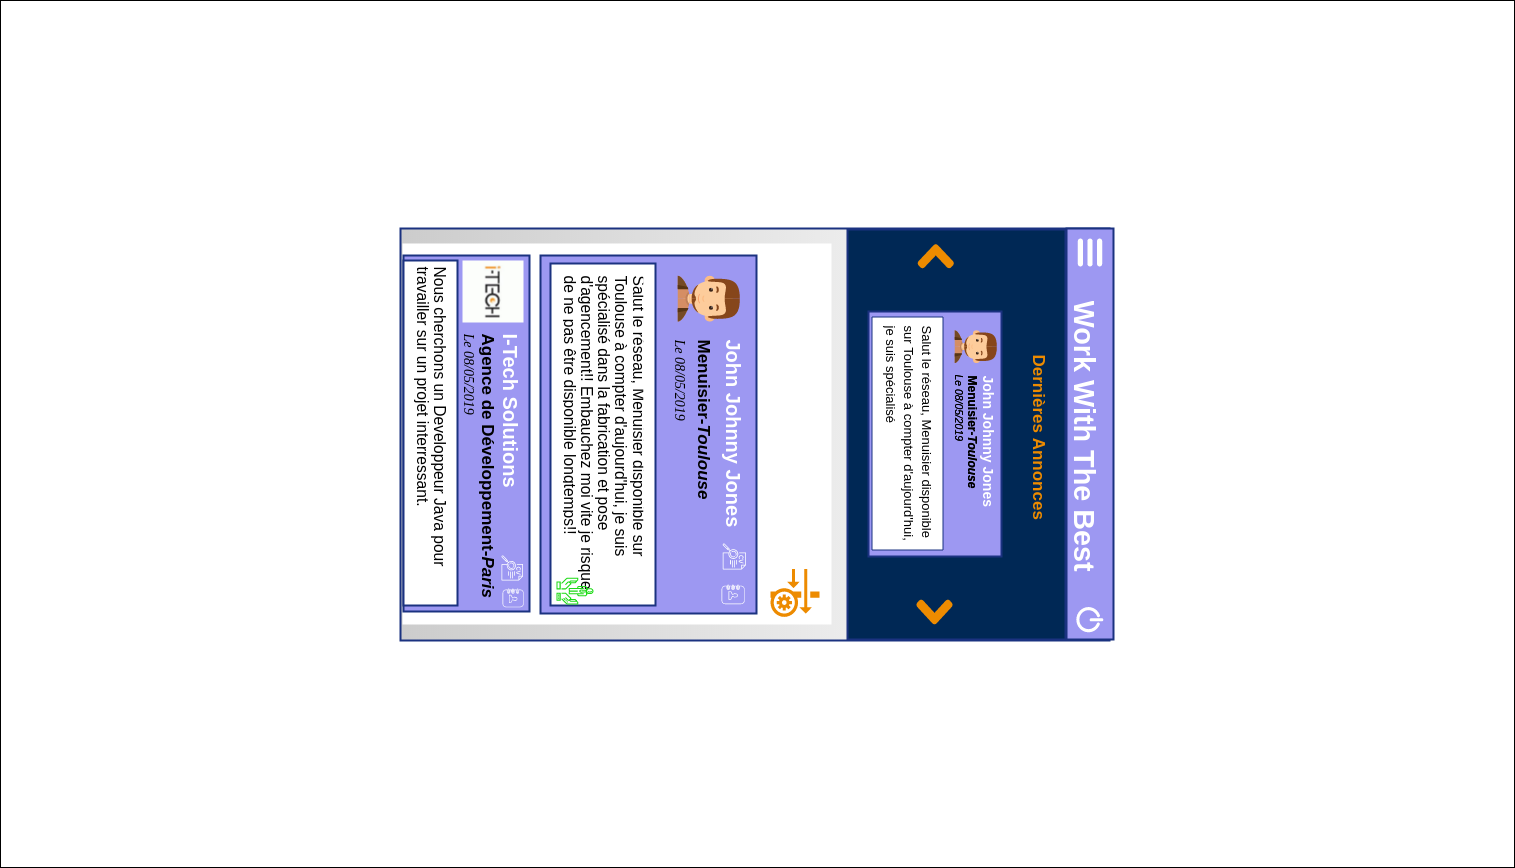 Work With The Best
Dernières Annonces
John Johnny Jones
Menuisier-Toulouse
Le 08/05/2019
Salut le réseau, Menuisier disponible
sur Toulouse à compter d'aujourd'hui,
je suis spécialisé
John Johnny Jones
Menuisier-Toulouse
Le 08/05/2019
Salut le reseau, Menuisier disponible sur
Toulouse à compter d'aujourd'hui, je suis
spécialisé dans la fabrication et pose
d'agencement!! Embauchez moi vite je risque
de ne pas être disponible longtemps!!
i-TECH
I-Tech Solutions
Agence de Développement-Paris
Le 08/05/2019
Nous cherchons un Developpeur Java pour
travailler sur un projet interressant.